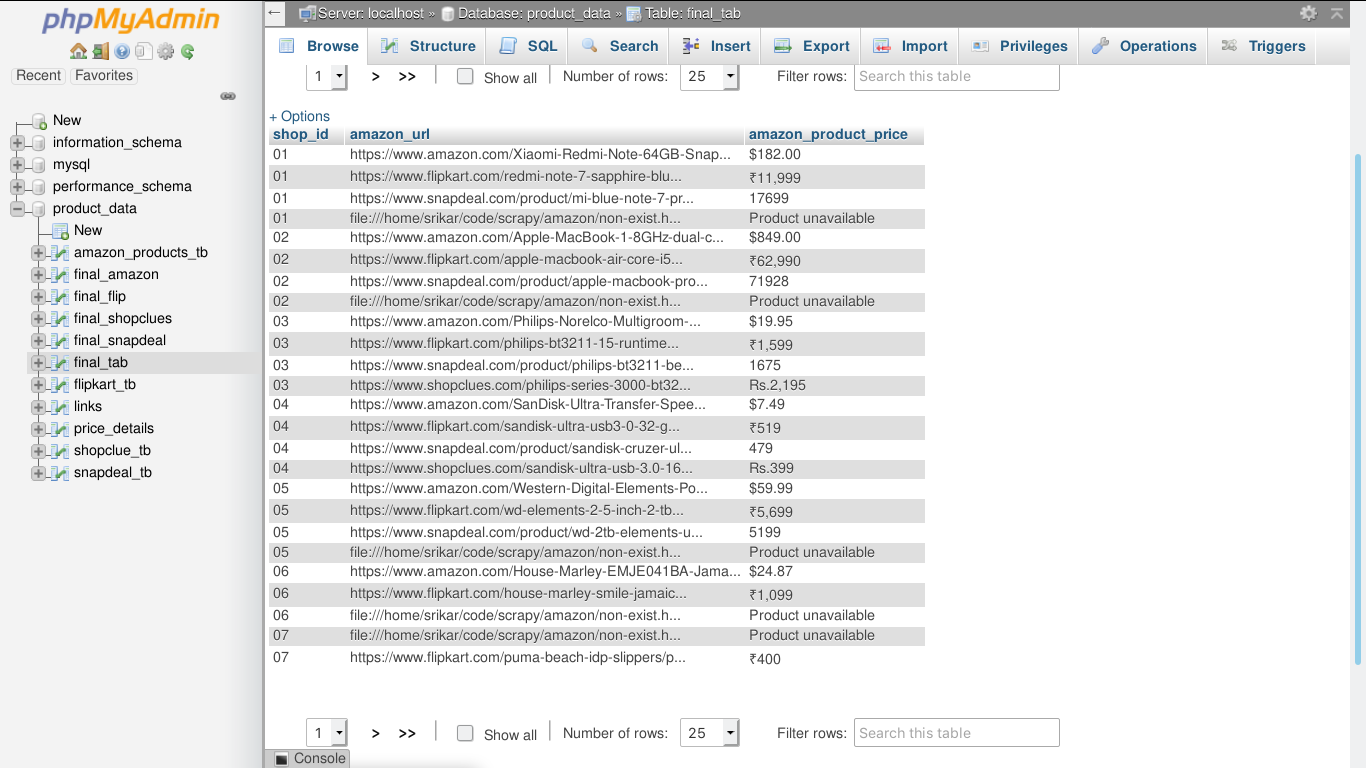 phpMyAdmin
Recent Favorites
New
information_schema
mysql
performance_schema
product_data
New
amazon_products_tb
final_amazon
final_flip
final_shopclues
final_snapdeal
final_tab
flipkart_tb
links
price_details
shopclue_tb
snapdeal_tb
Server: localhost » Database: product_data » Table: final_tab
Browse Structure SQL Search Insert Export Import Privileges Operations Triggers
1 > >> Show all Number of rows: 25 Filter rows: Search this table
+ Options
shop_id amazon_url amazon_product_price
01 https://www.amazon.com/Xiaomi-Redmi-Note-64GB-Snap... $182.00
01 https://www.flipkart.com/redmi-note-7-sapphire-blu... ₹11,999
01 https://www.snapdeal.com/product/mi-blue-note-7-pr... 17699
01 file:///home/srikar/code/scrapy/amazon/non-exist.h... Product unavailable
02 https://www.amazon.com/Apple-MacBook-1-8GHz-dual-c... $849.00
02 https://www.flipkart.com/apple-macbook-air-core-i5... ₹62,990
02 https://www.snapdeal.com/product/apple-macbook-pro... 71928
02 file:///home/srikar/code/scrapy/amazon/non-exist.h... Product unavailable
03 https://www.amazon.com/Philips-Norelco-Multigroom-... $19.95
03 https://www.flipkart.com/philips-bt3211-15-runtime... ₹1,599
03 https://www.snapdeal.com/product/philips-bt3211-be... 1675
03 https://www.shopclues.com/philips-series-3000-bt32... Rs.2,195
04 https://www.amazon.com/SanDisk-Ultra-Transfer-Spee... $7.49
04 https://www.flipkart.com/sandisk-ultra-usb3-0-32-g... ₹519
04 https://www.snapdeal.com/product/sandisk-cruzer-ul... 479
04 https://www.shopclues.com/sandisk-ultra-usb-3.0-16... Rs.399
05 https://www.amazon.com/Western-Digital-Elements-Po... $59.99
05 https://www.flipkart.com/wd-elements-2-5-inch-2-tb... ₹5,699
05 https://www.snapdeal.com/product/wd-2tb-elements-u... 5199
05 file:///home/srikar/code/scrapy/amazon/non-exist.h... Product unavailable
06 https://www.amazon.com/House-Marley-EMJE041BA-Jama... $24.87
06 https://www.flipkart.com/house-marley-smile-jamaic... ₹1,099
06 file:///home/srikar/code/scrapy/amazon/non-exist.h... Product unavailable
07 file:///home/srikar/code/scrapy/amazon/non-exist.h... Product unavailable
07 https://www.flipkart.com/puma-beach-idp-slippers/p... ₹400
1 > >> Show all Number of rows: 25 Filter rows: Search this table
Console